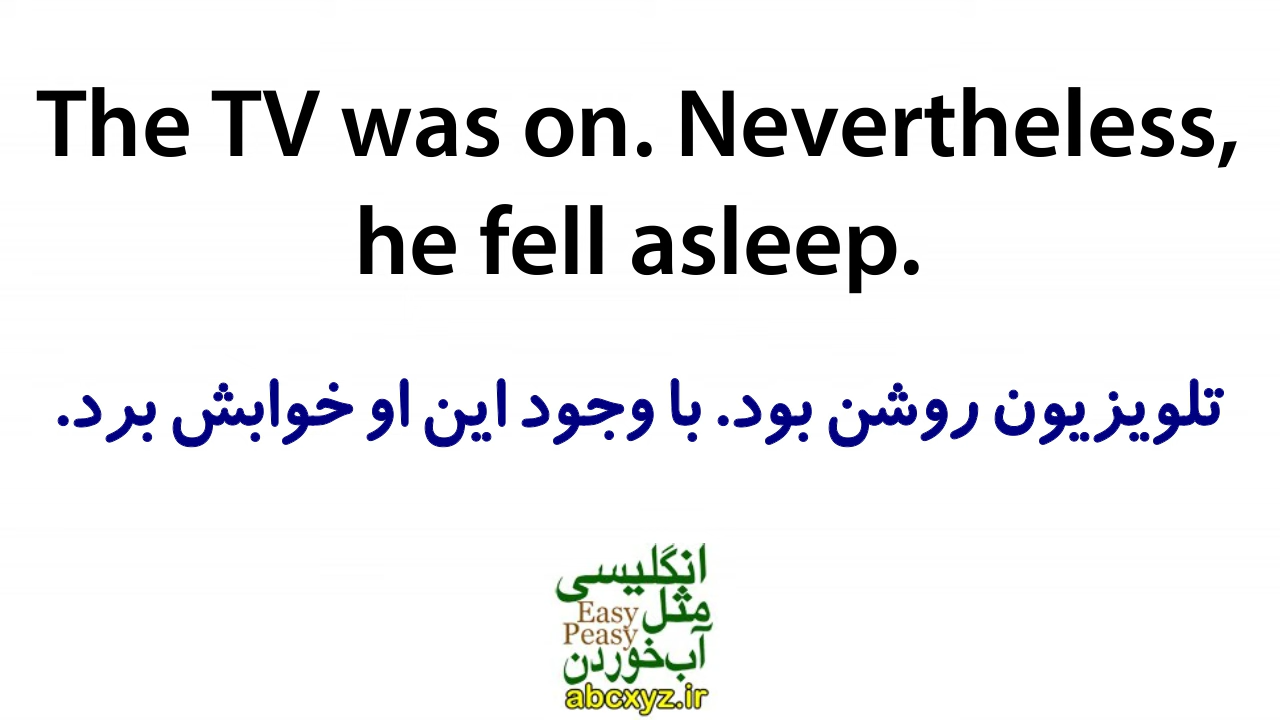 The TV was on. Nevertheless,
he fell asleep.
تلویزیون روشن بود. با وجود این او خوابش برد.
انگلیسی
مثل
Easy
Peasy
آب‌خوردن
abcxyz.ir